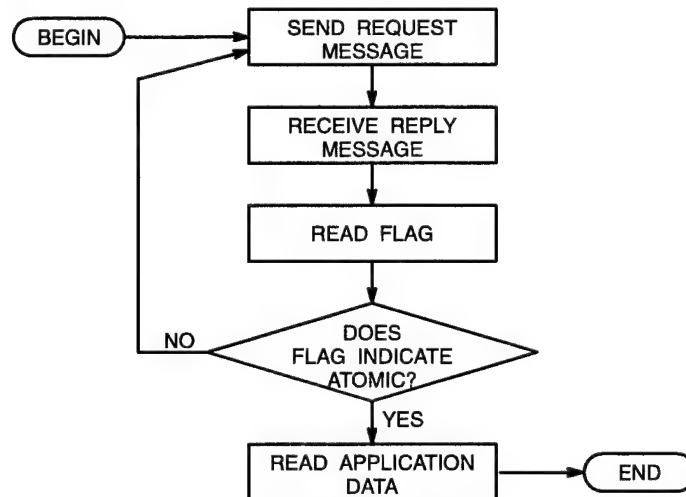 BEGIN
SEND REQUEST
MESSAGE
RECEIVE REPLY
MESSAGE
READ FLAG
DOES
FLAG INDICATE
ATOMIC?
NO
YES
READ APPLICATION
DATA
END